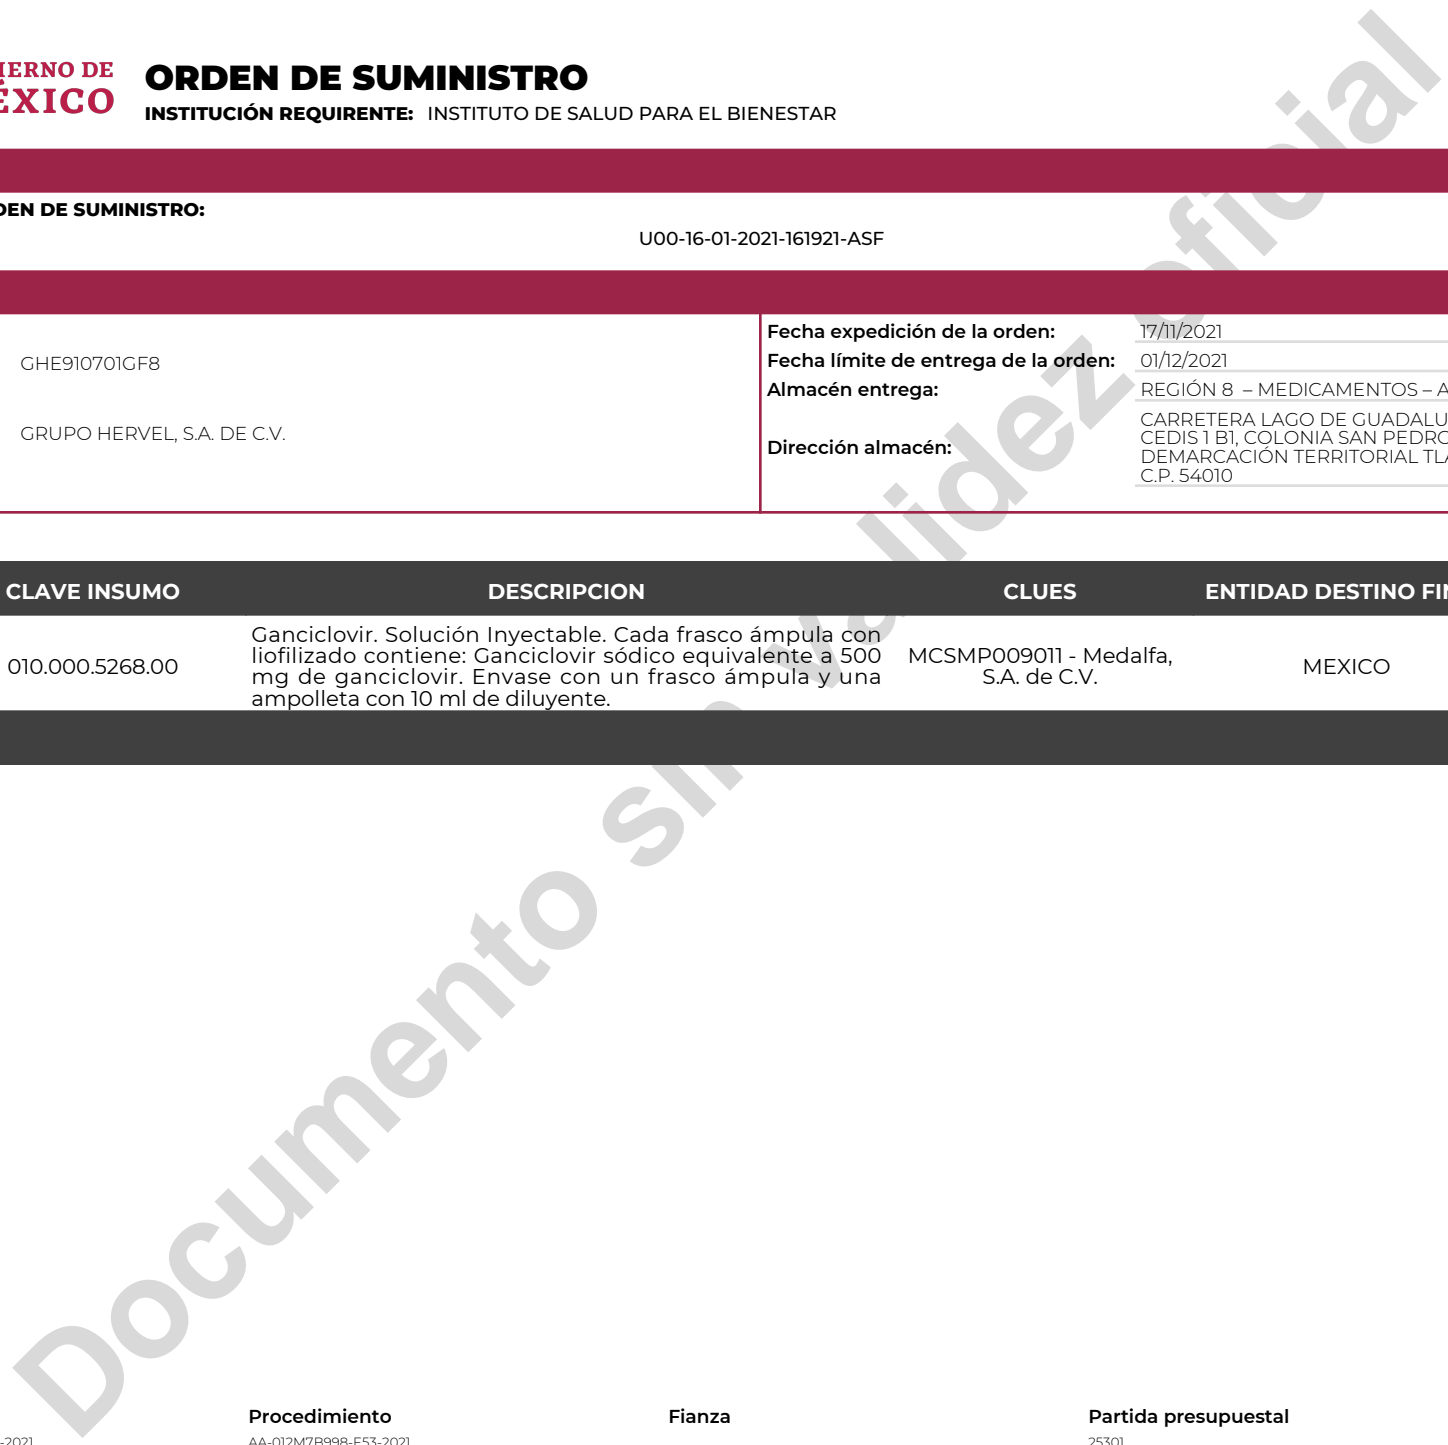 IERNO DE
ÉXICO
ORDEN DE SUMINISTRO
INSTITUCIÓN REQUIRENTE: INSTITUTO DE SALUD PARA EL BIENESTAR
DEN DE SUMINISTRO:
U00-16-01-2021-161921-ASF
GHE910701GF8
GRUPO HERVEL, S.A. DE C.V.
Fecha expedición de la orden: 17/11/2021
Fecha límite de entrega de la orden: 01/12/2021
Almacén entrega: REGIÓN 8 – MEDICAMENTOS – A
Dirección almacén:
CARRETERA LAGO DE GUADALU
CEDIS 1 B1, COLONIA SAN PEDRO
DEMARCACIÓN TERRITORIAL TLA
C.P. 54010
CLAVE INSUMO DESCRIPCION CLUES ENTIDAD DESTINO FIN
010.000.5268.00
Ganciclovir. Solución Inyectable. Cada frasco ámpula con
liofilizado contiene: Ganciclovir sódico equivalente a 500
mg de ganciclovir. Envase con un frasco ámpula y una
ampolleta con 10 ml de diluyente.
MCSMP009011 - Medalfa,
S.A. de C.V.
MEXICO
Documento sin validez oficial
Procedimiento Fianza Partida presupuestal
-2021 AA-012M7B998-E53-2021 25301